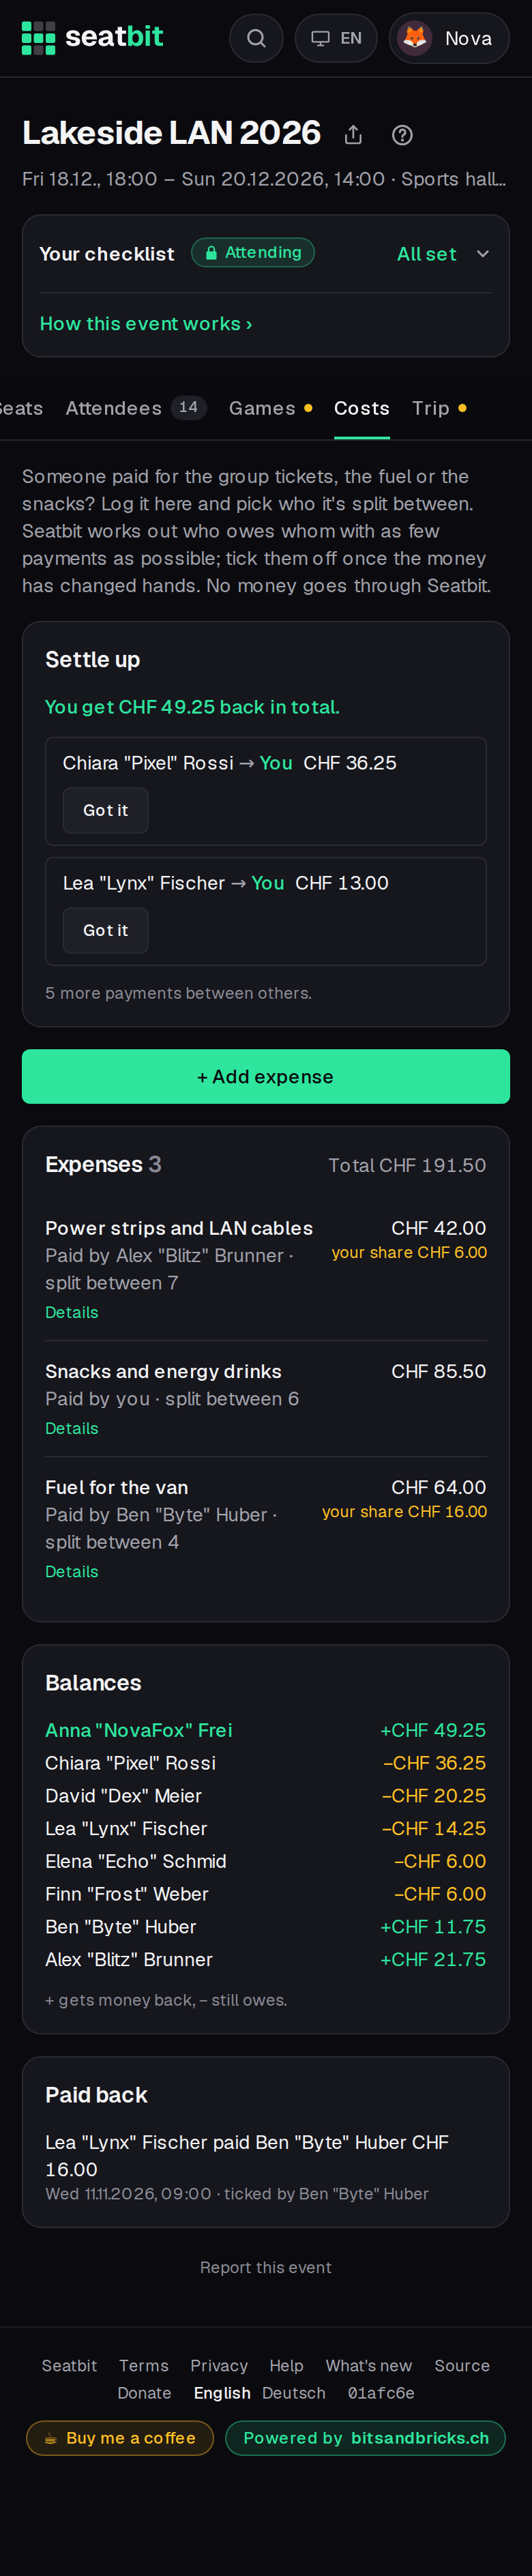 seatbit
EN
Nova
Lakeside LAN 2026
Fri 18.12., 18:00 – Sun 20.12.2026, 14:00 · Sports hall…
Your checklist
Attending
All set
How this event works ›
Seats
Attendees 14
Games
Costs
Trip
Someone paid for the group tickets, the fuel or the
snacks? Log it here and pick who it's split between.
Seatbit works out who owes whom with as few
payments as possible; tick them off once the money
has changed hands. No money goes through Seatbit.
Settle up
You get CHF 49.25 back in total.
Chiara "Pixel" Rossi → You CHF 36.25
Got it
Lea "Lynx" Fischer → You CHF 13.00
Got it
5 more payments between others.
+ Add expense
Expenses 3
Total CHF 191.50
Power strips and LAN cables
CHF 42.00
Paid by Alex "Blitz" Brunner ·
split between 7
your share CHF 6.00
Details
Snacks and energy drinks
CHF 85.50
Paid by you · split between 6
Details
Fuel for the van
CHF 64.00
Paid by Ben "Byte" Huber ·
split between 4
your share CHF 16.00
Details
Balances
Anna "NovaFox" Frei +CHF 49.25
Chiara "Pixel" Rossi –CHF 36.25
David "Dex" Meier –CHF 20.25
Lea "Lynx" Fischer –CHF 14.25
Elena "Echo" Schmid –CHF 6.00
Finn "Frost" Weber –CHF 6.00
Ben "Byte" Huber +CHF 11.75
Alex "Blitz" Brunner +CHF 21.75
+ gets money back, – still owes.
Paid back
Lea "Lynx" Fischer paid Ben "Byte" Huber CHF
16.00
Wed 11.11.2026, 09:00 · ticked by Ben "Byte" Huber
Report this event
Seatbit Terms Privacy Help What's new Source
Donate English Deutsch 01afc6e
Buy me a coffee
Powered by bitsandbricks.ch